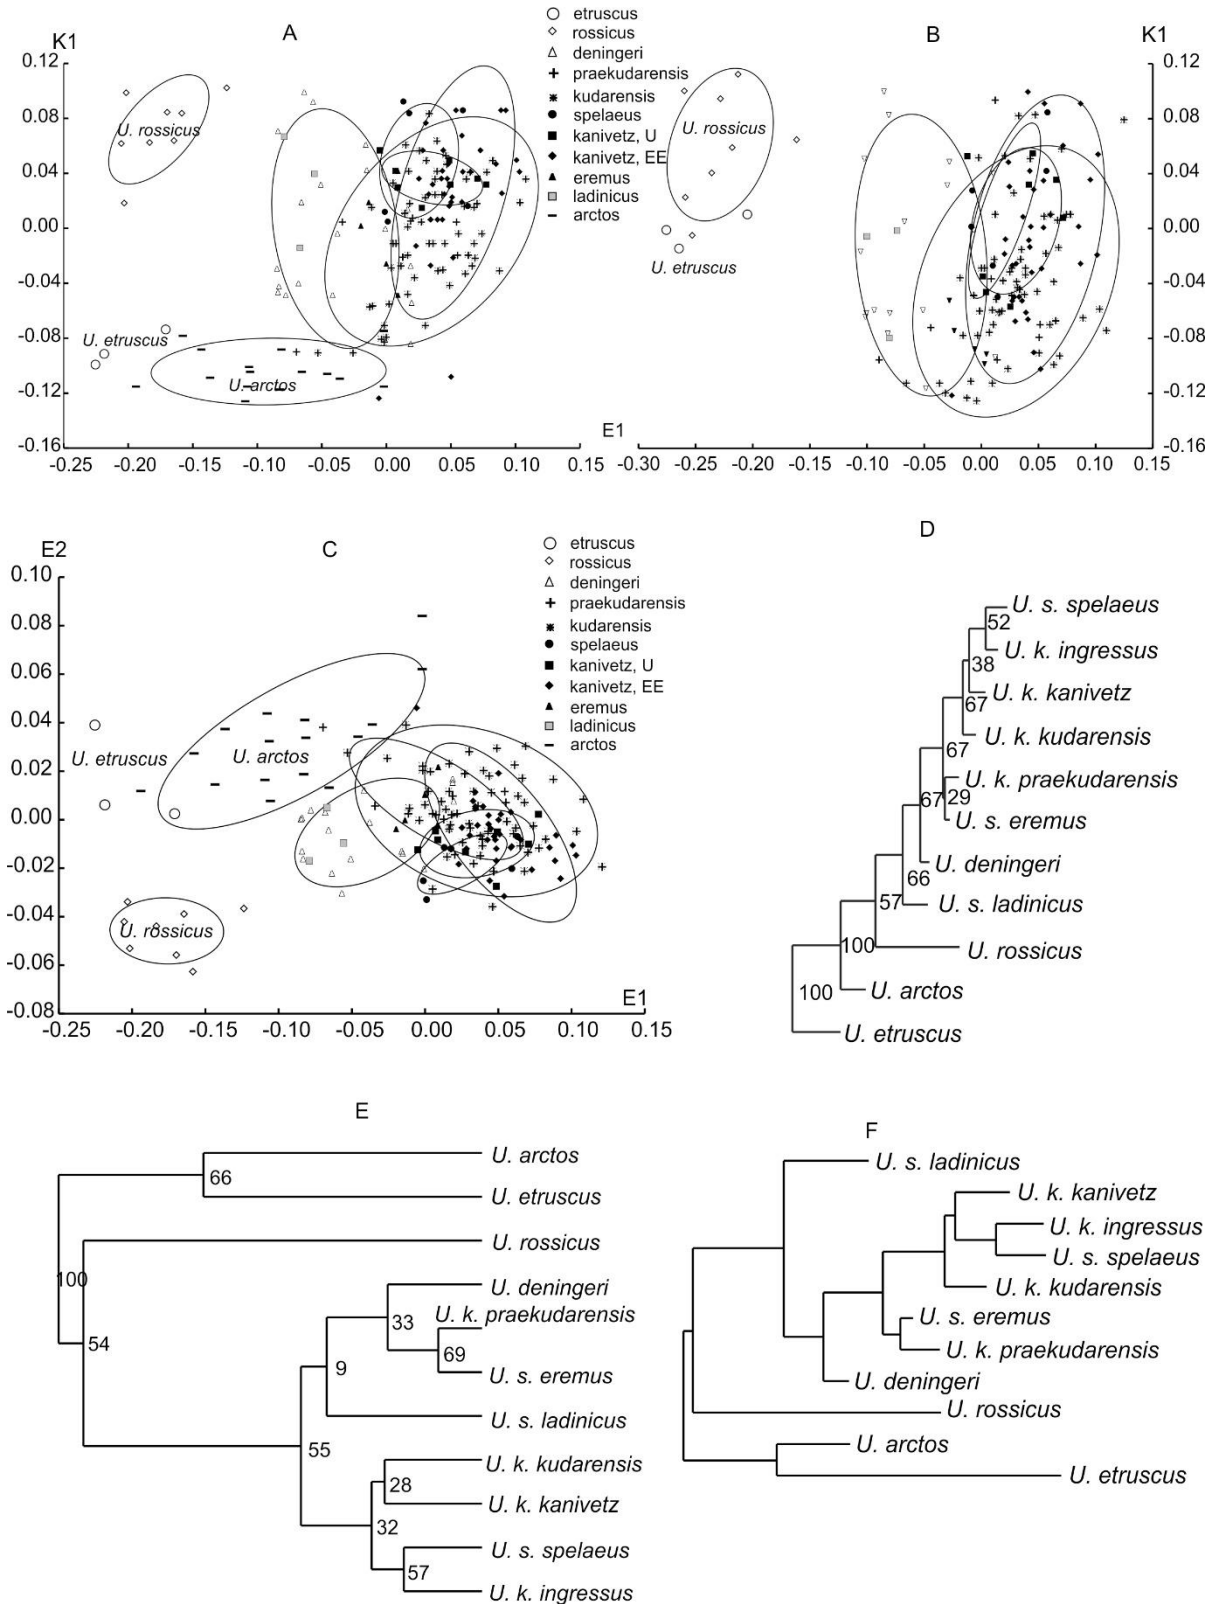 A
K1
0.12
0.08
0.04
0.00
-0.04
-0.08
-0.12
-0.16
-0.25 -0.20 -0.15 -0.10 -0.05 0.00 0.05 0.10 0.15
E1
U. rossicus
U. etruscus
U. arctos
etruscus
rossicus
deningeri
praekudarensis
kudarensis
spelaeus
kanivetz, U
kanivetz, EE
eremus
ladinicus
arctos
B
K1
0.12
0.08
0.04
0.00
-0.04
-0.08
-0.12
-0.16
-0.30 -0.25 -0.20 -0.15 -0.10 -0.05 0.00 0.05 0.10 0.15
U. rossicus
U. etruscus
C
E2
0.10
0.08
0.06
0.04
0.02
0.00
-0.02
-0.04
-0.06
-0.08
-0.25 -0.20 -0.15 -0.10 -0.05 0.00 0.05 0.10 0.15
E1
U. etruscus
U. arctos
U. rossicus
etruscus
rossicus
deningeri
praekudarensis
kudarensis
spelaeus
kanivetz, U
kanivetz, EE
eremus
ladinicus
arctos
D
U. s. spelaeus
52
U. k. ingressus
38
U. k. kanivetz
67
U. k. kudarensis
67
U. k. praekudarensis
67 29
U. s. eremus
U. deningeri
66
U. s. ladinicus
57
U. rossicus
100
U. arctos
100
U. etruscus
E
U. arctos
66
U. etruscus
U. rossicus
100
U. deningeri
U. k. praekudarensis
33
54
69
9
U. s. eremus
U. s. ladinicus
55
U. k. kudarensis
28
U. k. kanivetz
32
U. s. spelaeus
57
U. k. ingressus
F
U. s. ladinicus
U. k. kanivetz
U. k. ingressus
U. s. spelaeus
U. k. kudarensis
U. s. eremus
U. k. praekudarensis
U. deningeri
U. rossicus
U. arctos
U. etruscus